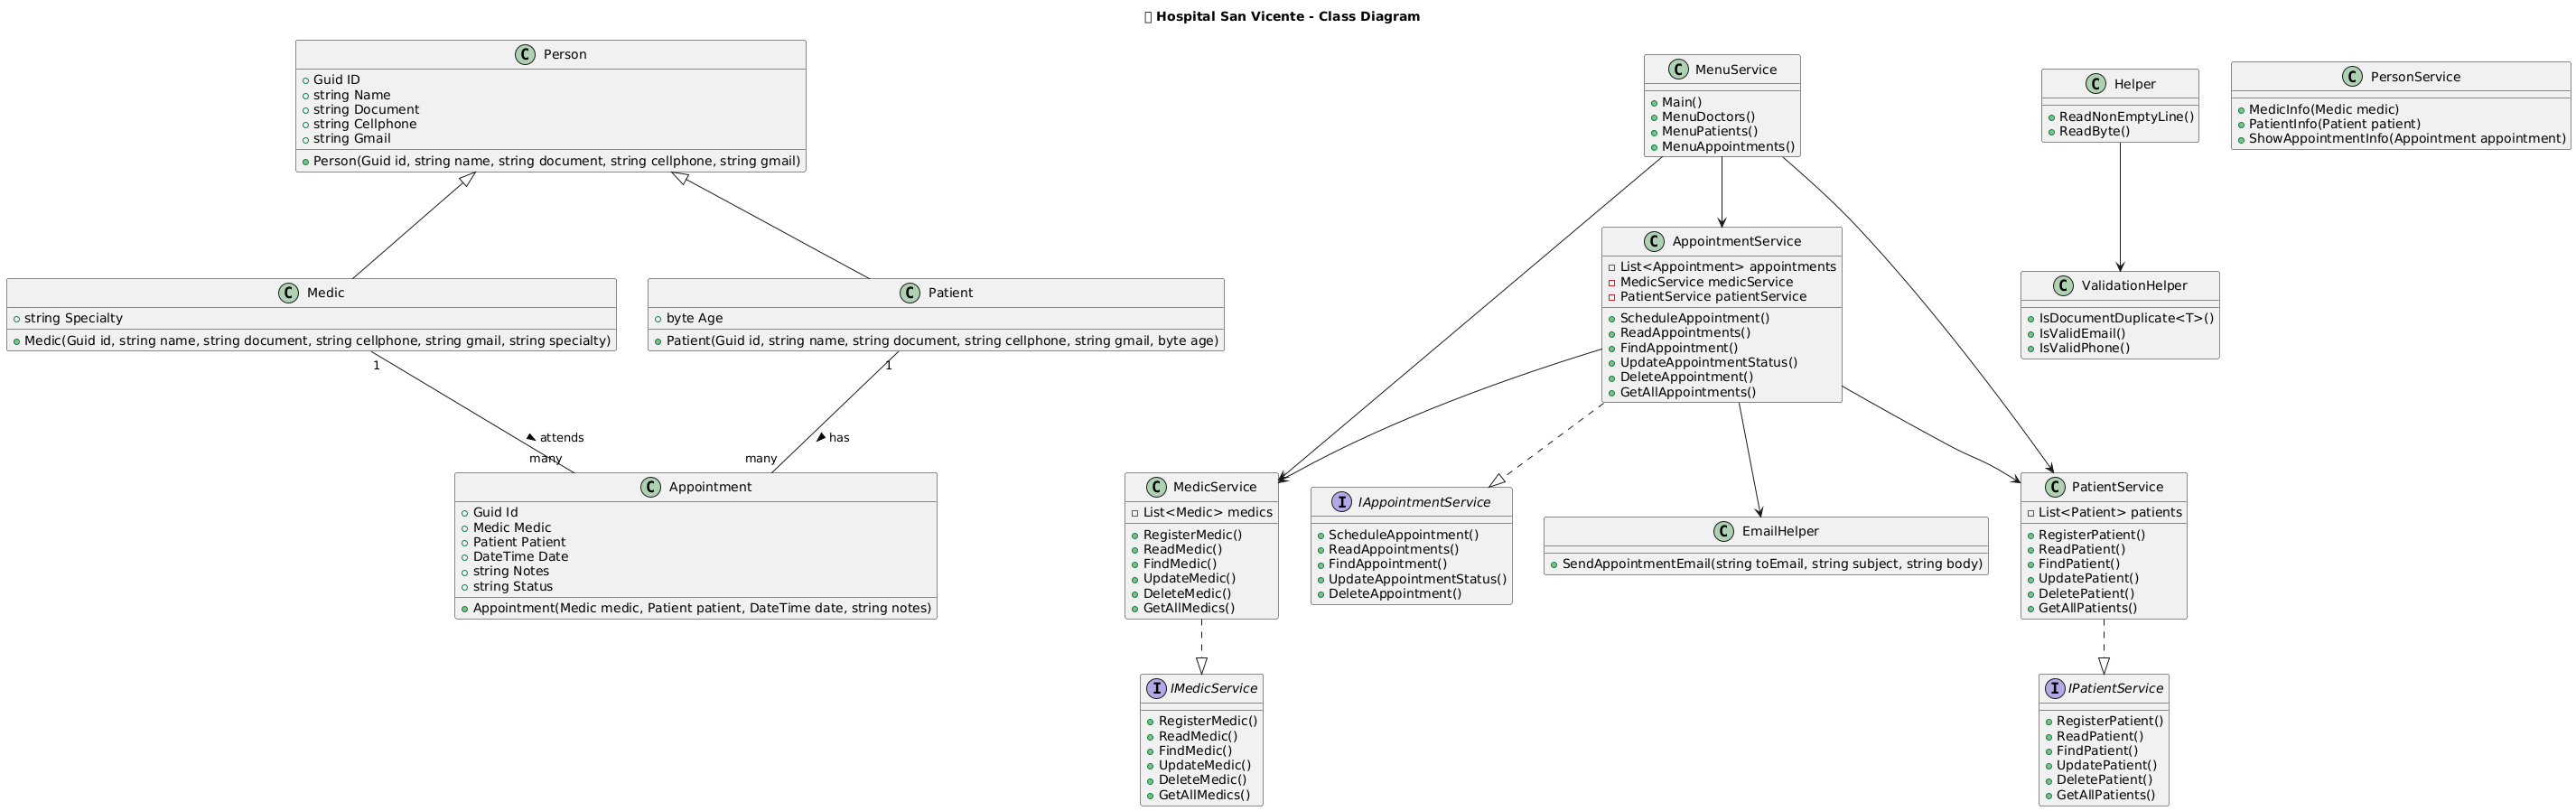 Hospital San Vicente - Class Diagram
C Person
Guid ID
string Name
string Document
string Cellphone
string Gmail
Person(Guid id, string name, string document, string cellphone, string gmail)
C MenuService
Main()
MenuDoctors()
MenuPatients()
MenuAppointments()
C Helper
ReadNonEmptyLine()
ReadByte()
C PersonService
MedicInfo(Medic medic)
PatientInfo(Patient patient)
ShowAppointmentInfo(Appointment appointment)
C Medic
string Specialty
Medic(Guid id, string name, string document, string cellphone, string gmail, string specialty)
C Patient
byte Age
Patient(Guid id, string name, string document, string cellphone, string gmail, byte age)
C AppointmentService
List<Appointment> appointments
MedicService medicService
PatientService patientService
ScheduleAppointment()
ReadAppointments()
FindAppointment()
UpdateAppointmentStatus()
DeleteAppointment()
GetAllAppointments()
C ValidationHelper
IsDocumentDuplicate<T>()
IsValidEmail()
IsValidPhone()
1
attends
many
1
has
many
C Appointment
Guid Id
Medic Medic
Patient Patient
DateTime Date
string Notes
string Status
Appointment(Medic medic, Patient patient, DateTime date, string notes)
C MedicService
List<Medic> medics
RegisterMedic()
ReadMedic()
FindMedic()
UpdateMedic()
DeleteMedic()
GetAllMedics()
I IAppointmentService
ScheduleAppointment()
ReadAppointments()
FindAppointment()
UpdateAppointmentStatus()
DeleteAppointment()
C EmailHelper
SendAppointmentEmail(string toEmail, string subject, string body)
C PatientService
List<Patient> patients
RegisterPatient()
ReadPatient()
FindPatient()
UpdatePatient()
DeletePatient()
GetAllPatients()
I IMedicService
RegisterMedic()
ReadMedic()
FindMedic()
UpdateMedic()
DeleteMedic()
GetAllMedics()
I IPatientService
RegisterPatient()
ReadPatient()
FindPatient()
UpdatePatient()
DeletePatient()
GetAllPatients()